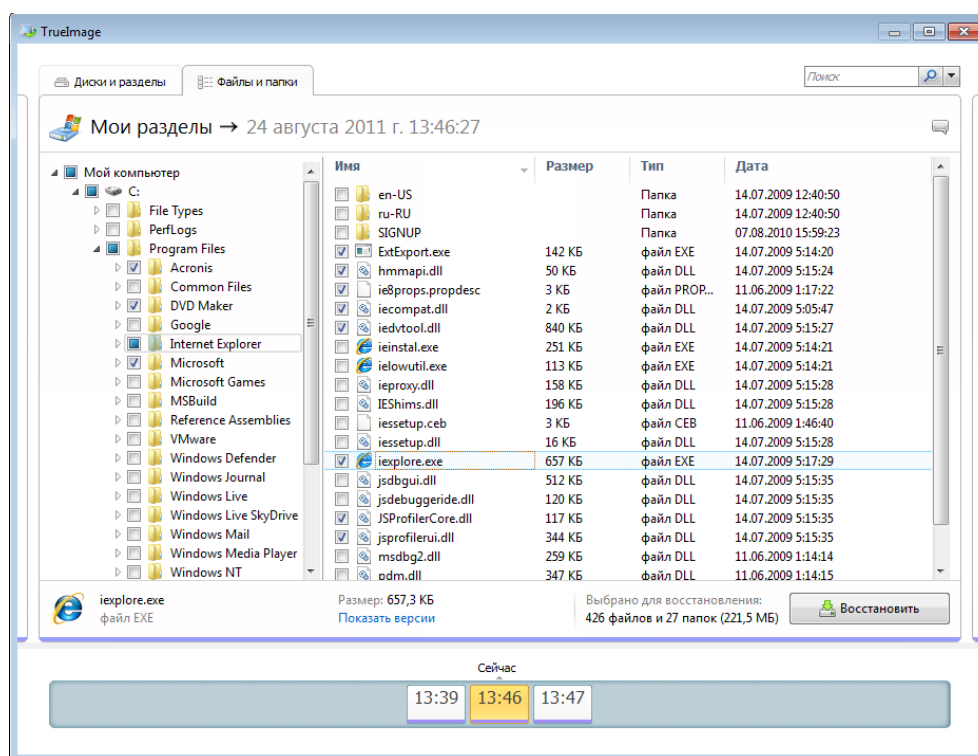 TrueImage
Диски и разделы
Файлы и папки
Поиск
Мои разделы → 24 августа 2011 г. 13:46:27
Мой компьютер
C:
File Types
PerfLogs
Program Files
Acronis
Common Files
DVD Maker
Google
Internet Explorer
Microsoft
Microsoft Games
MSBuild
Reference Assemblies
VMware
Windows Defender
Windows Journal
Windows Live
Windows Live SkyDrive
Windows Mail
Windows Media Player
Windows NT
Имя Размер Тип Дата
en-US Папка 14.07.2009 12:40:50
ru-RU Папка 14.07.2009 12:40:50
SIGNUP Папка 07.08.2010 15:59:23
ExtExport.exe 142 КБ файл EXE 14.07.2009 5:14:20
hmmapi.dll 50 КБ файл DLL 14.07.2009 5:15:24
ie8props.propdesc 3 КБ файл PROP... 11.06.2009 1:17:22
iecompat.dll 2 КБ файл DLL 14.07.2009 5:05:47
iedvtool.dll 840 КБ файл DLL 14.07.2009 5:15:27
ieinstal.exe 251 КБ файл EXE 14.07.2009 5:14:21
ielowutil.exe 113 КБ файл EXE 14.07.2009 5:14:21
ieproxy.dll 158 КБ файл DLL 14.07.2009 5:15:28
IEShims.dll 196 КБ файл DLL 14.07.2009 5:15:28
iessetup.ceb 3 КБ файл CEB 11.06.2009 1:46:40
iessetup.dll 16 КБ файл DLL 14.07.2009 5:15:28
iexplore.exe 657 КБ файл EXE 14.07.2009 5:17:29
jsdbgui.dll 512 КБ файл DLL 14.07.2009 5:15:35
jsdebuggeride.dll 120 КБ файл DLL 14.07.2009 5:15:35
JSProfilerCore.dll 117 КБ файл DLL 14.07.2009 5:15:35
jsprofilerui.dll 344 КБ файл DLL 14.07.2009 5:15:35
msdbg2.dll 259 КБ файл DLL 11.06.2009 1:14:14
pdm.dll 347 КБ файл DLL 11.06.2009 1:14:15
iexplore.exe
файл EXE
Размер: 657,3 КБ
Показать версии
Выбрано для восстановления:
426 файлов и 27 папок (221,5 МБ)
Восстановить
Сейчас
13:39 13:46 13:47